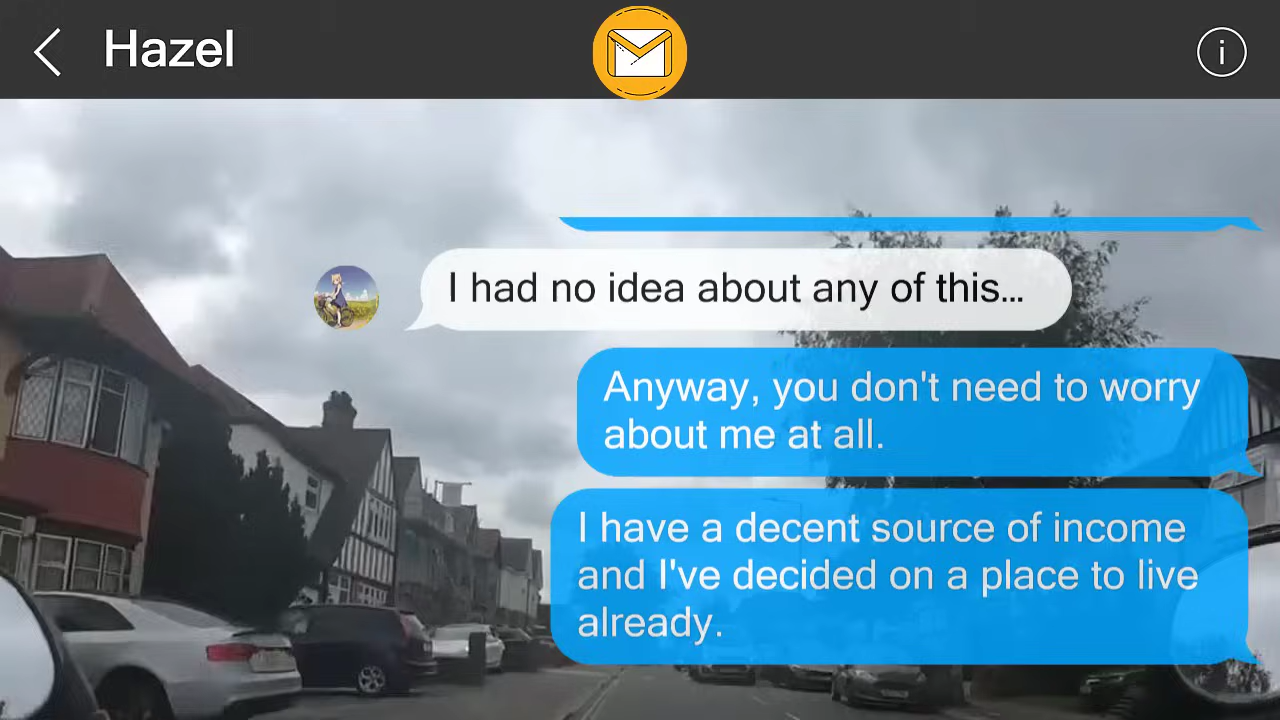 Hazel
i
I had no idea about any of this...
Anyway, you don't need to worry
about me at all.
I have a decent source of income
and I've decided on a place to live
already.